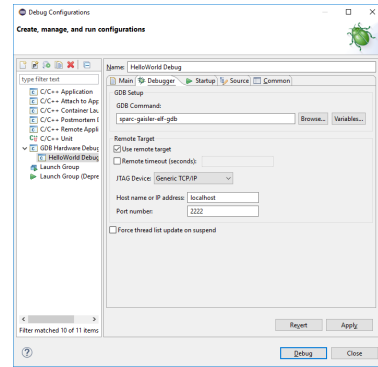 Debug Configurations
Create, manage, and run configurations
type filter text
C/C++ Application
C/C++ Attach to App
C/C++ Container Lau
C/C++ Postmortem D
C/C++ Remote Appli
C/C++ Unit
GDB Hardware Debug
HelloWorld Debug
Launch Group
Launch Group (Depre
Filter matched 10 of 11 items
Name: HelloWorld Debug
Main Debugger Startup Source Common
GDB Setup
GDB Command:
sparc-gaisler-elf-gdb Browse... Variables...
Remote Target
Use remote target
Remote timeout (seconds):
JTAG Device: Generic TCP/IP
Host name or IP address: localhost
Port number: 2222
Force thread list update on suspend
Revert Apply
Debug Close